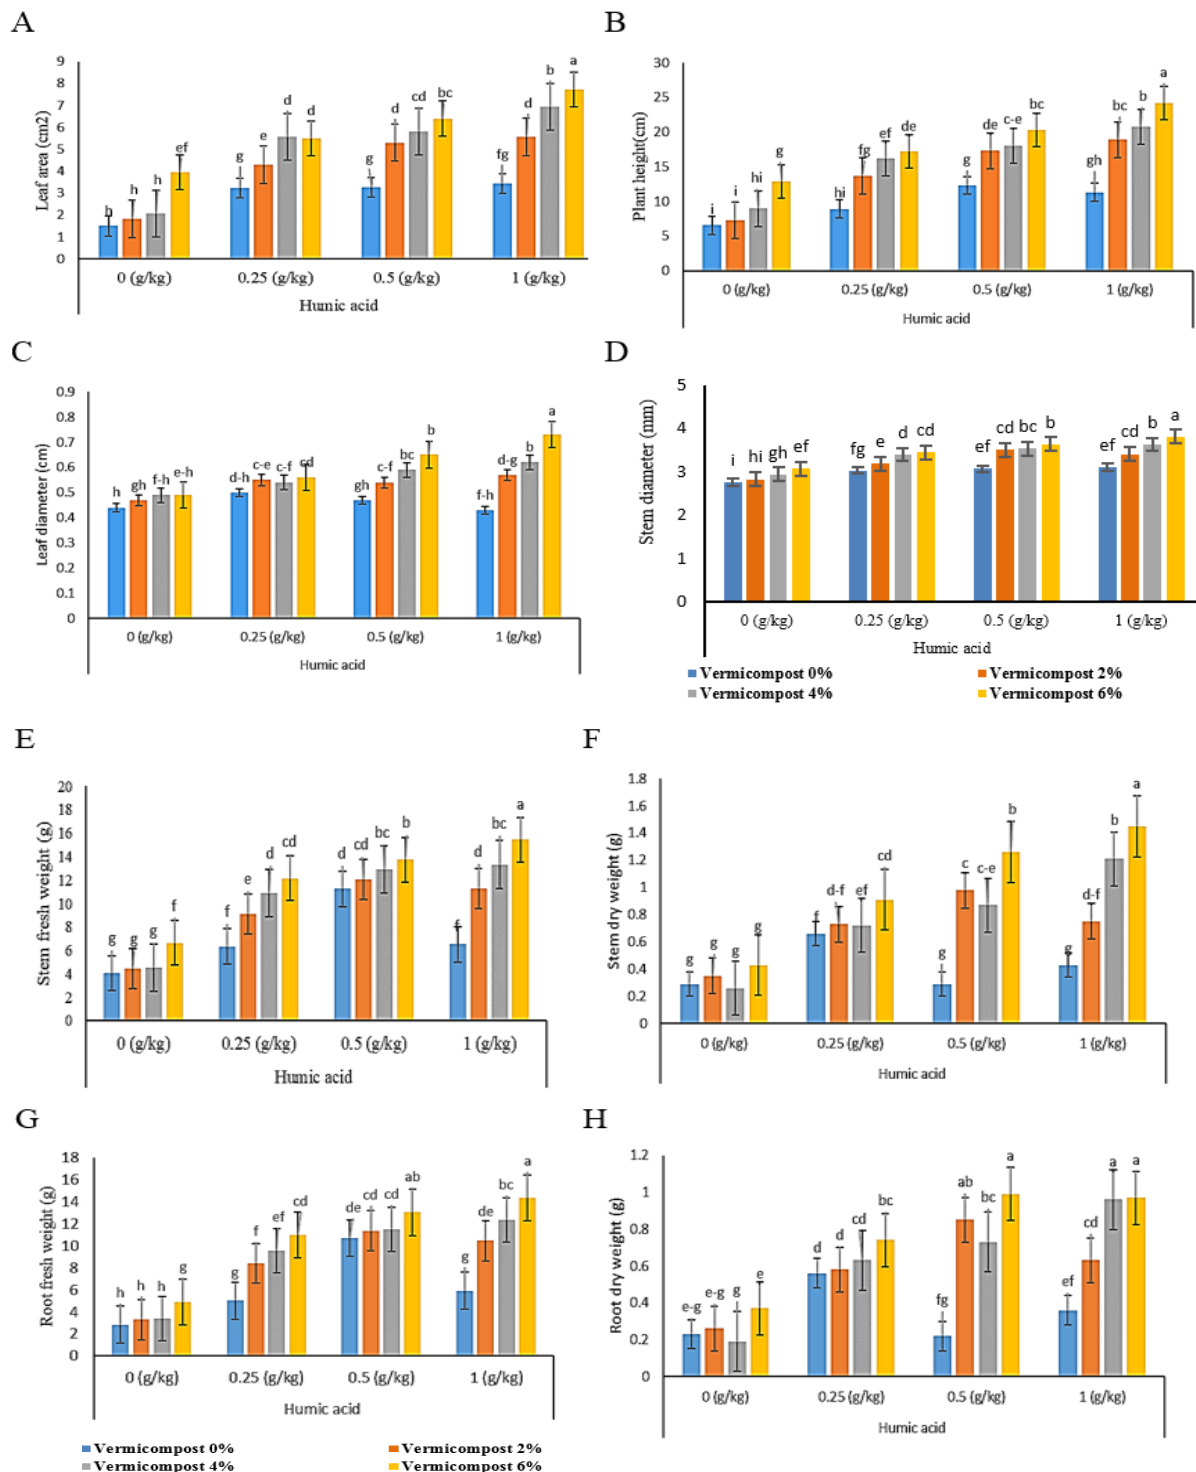 A
9
8
7
6
5
4
3
2
1
0
Leaf area (cm2)
h h h ef
g e d d
g d cd bc
fg d b a
0 (g/kg) 0.25 (g/kg) 0.5 (g/kg) 1 (g/kg)
Humic acid
B
30
25
20
15
10
5
0
Plant height(cm)
i i hi g
hi fg ef de
g de c-e bc
gh bc b a
0 (g/kg) 0.25 (g/kg) 0.5 (g/kg) 1 (g/kg)
Humic acid
C
0.9
0.8
0.7
0.6
0.5
0.4
0.3
0.2
0.1
0
Leaf diameter (cm)
h gh f-h e-h
d-h c-e c-f cd
gh c-f bc b
f-h d-g b a
0 (g/kg) 0.25 (g/kg) 0.5 (g/kg) 1 (g/kg)
Humic acid
D
5
4
3
2
1
0
Stem diameter (mm)
i hi gh ef
fg e d cd
ef cd bc b
ef cd b a
0 (g/kg) 0.25 (g/kg) 0.5 (g/kg) 1 (g/kg)
Humic acid
Vermicompost 0% Vermicompost 2%
Vermicompost 4% Vermicompost 6%
E
20
18
16
14
12
10
8
6
4
2
0
Stem fresh weight (g)
g g g f
f e d cd
d cd bc b
f d bc a
0 (g/kg) 0.25 (g/kg) 0.5 (g/kg) 1 (g/kg)
Humic acid
F
1.8
1.6
1.4
1.2
1
0.8
0.6
0.4
0.2
0
Stem dry weight (g)
g g g g
f d-f ef cd
g c c-e b
g d-f b a
0 (g/kg) 0.25 (g/kg) 0.5 (g/kg) 1 (g/kg)
Humic acid
G
18
16
14
12
10
8
6
4
2
0
Root fresh weight (g)
h h h g
g f ef cd
de cd cd ab
g de bc a
0 (g/kg) 0.25 (g/kg) 0.5 (g/kg) 1 (g/kg)
Humic acid
H
1.2
1
0.8
0.6
0.4
0.2
0
Root dry weight (g)
e-g e-g g e
d d cd bc
fg ab bc a
ef cd a a
0 (g/kg) 0.25 (g/kg) 0.5 (g/kg) 1 (g/kg)
Humic acid
Vermicompost 0% Vermicompost 2%
Vermicompost 4% Vermicompost 6%